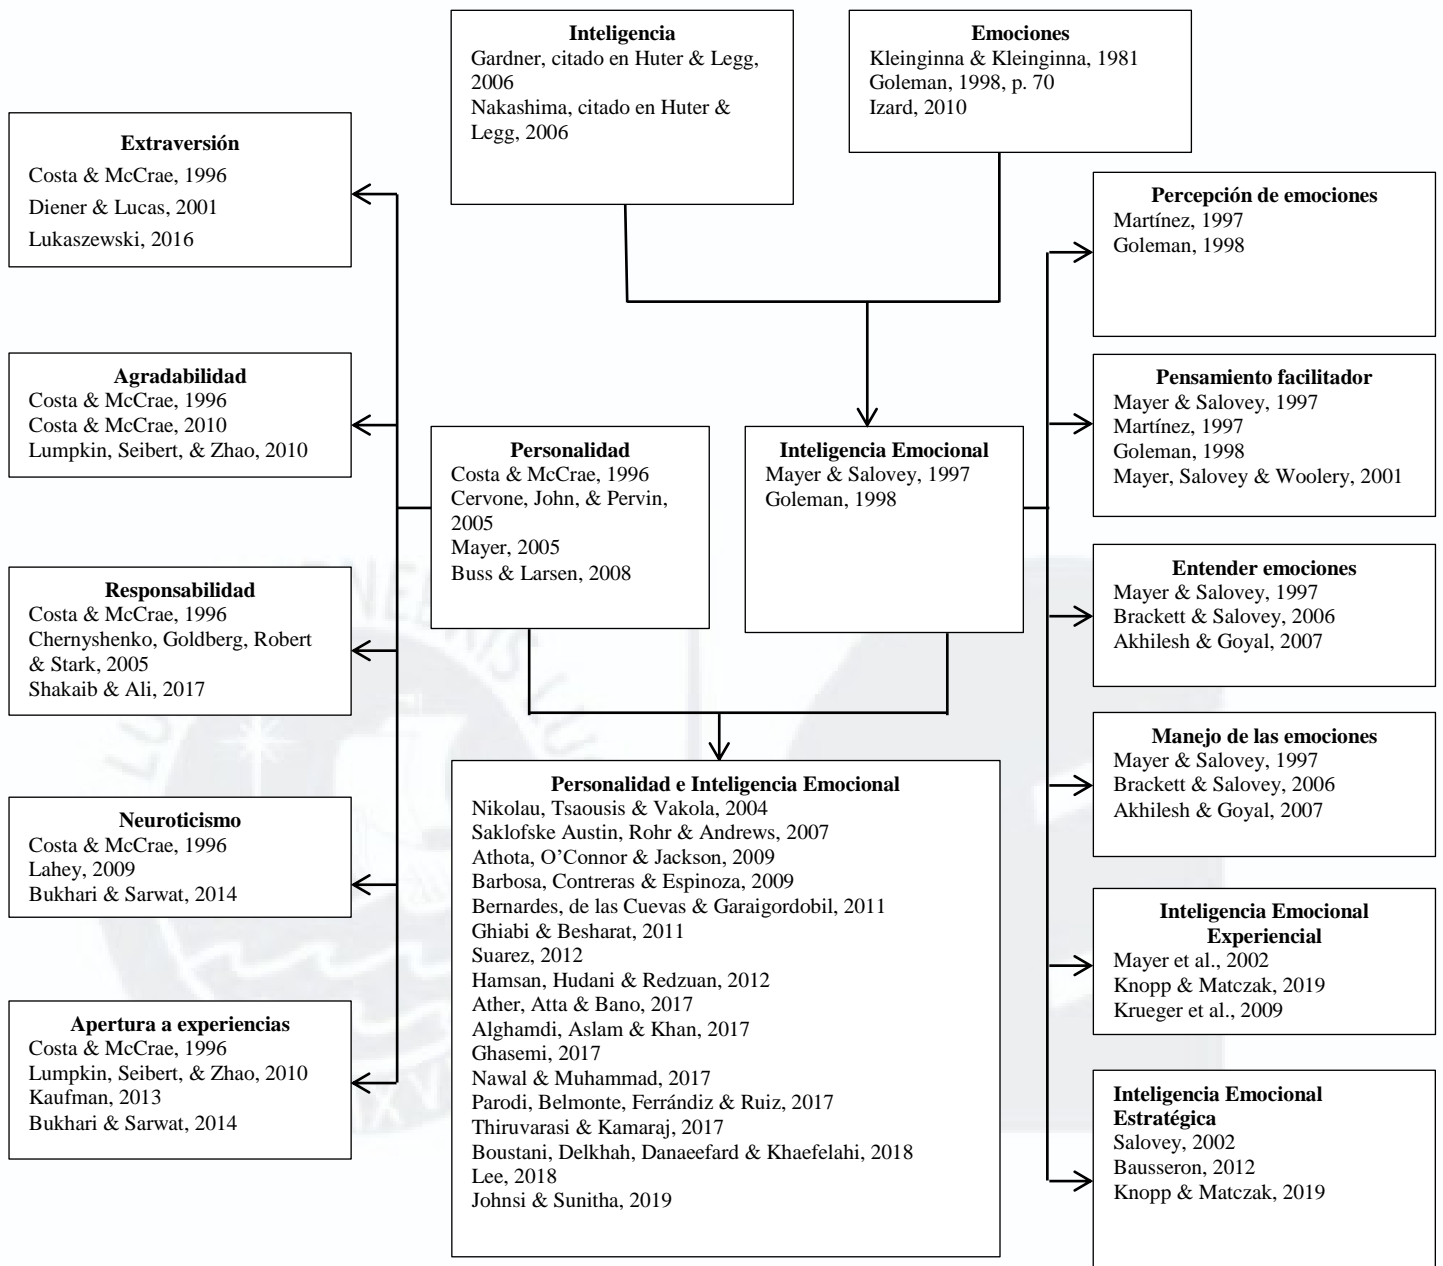 Inteligencia
Gardner, citado en Huter & Legg,
2006
Nakashima, citado en Huter &
Legg, 2006
Emociones
Kleinginna & Kleinginna, 1981
Goleman, 1998, p. 70
Izard, 2010
Extraversión
Costa & McCrae, 1996
Diener & Lucas, 2001
Lukaszewski, 2016
Agradabilidad
Costa & McCrae, 1996
Costa & McCrae, 2010
Lumpkin, Seibert, & Zhao, 2010
Responsabilidad
Costa & McCrae, 1996
Chernyshenko, Goldberg, Robert
& Stark, 2005
Shakaib & Ali, 2017
Neuroticismo
Costa & McCrae, 1996
Lahey, 2009
Bukhari & Sarwat, 2014
Apertura a experiencias
Costa & McCrae, 1996
Lumpkin, Seibert, & Zhao, 2010
Kaufman, 2013
Bukhari & Sarwat, 2014
Personalidad
Costa & McCrae, 1996
Cervone, John, & Pervin,
2005
Mayer, 2005
Buss & Larsen, 2008
Inteligencia Emocional
Mayer & Salovey, 1997
Goleman, 1998
Personalidad e Inteligencia Emocional
Nikolau, Tsaousis & Vakola, 2004
Saklofske Austin, Rohr & Andrews, 2007
Athota, O’Connor & Jackson, 2009
Barbosa, Contreras & Espinoza, 2009
Bernardes, de las Cuevas & Garaigordobil, 2011
Ghiabi & Besharat, 2011
Suarez, 2012
Hamsan, Hudani & Redzuan, 2012
Ather, Atta & Bano, 2017
Alghamdi, Aslam & Khan, 2017
Ghasemi, 2017
Nawal & Muhammad, 2017
Parodi, Belmonte, Ferrándiz & Ruiz, 2017
Thiruvarasi & Kamaraj, 2017
Boustani, Delkhah, Danaeefard & Khaefelahi, 2018
Lee, 2018
Johnsi & Sunitha, 2019
Percepción de emociones
Martínez, 1997
Goleman, 1998
Pensamiento facilitador
Mayer & Salovey, 1997
Martínez, 1997
Goleman, 1998
Mayer, Salovey & Woolery, 2001
Entender emociones
Mayer & Salovey, 1997
Brackett & Salovey, 2006
Akhilesh & Goyal, 2007
Manejo de las emociones
Mayer & Salovey, 1997
Brackett & Salovey, 2006
Akhilesh & Goyal, 2007
Inteligencia Emocional
Experiencial
Mayer et al., 2002
Knopp & Matczak, 2019
Krueger et al., 2009
Inteligencia Emocional
Estratégica
Salovey, 2002
Bausseron, 2012
Knopp & Matczak, 2019